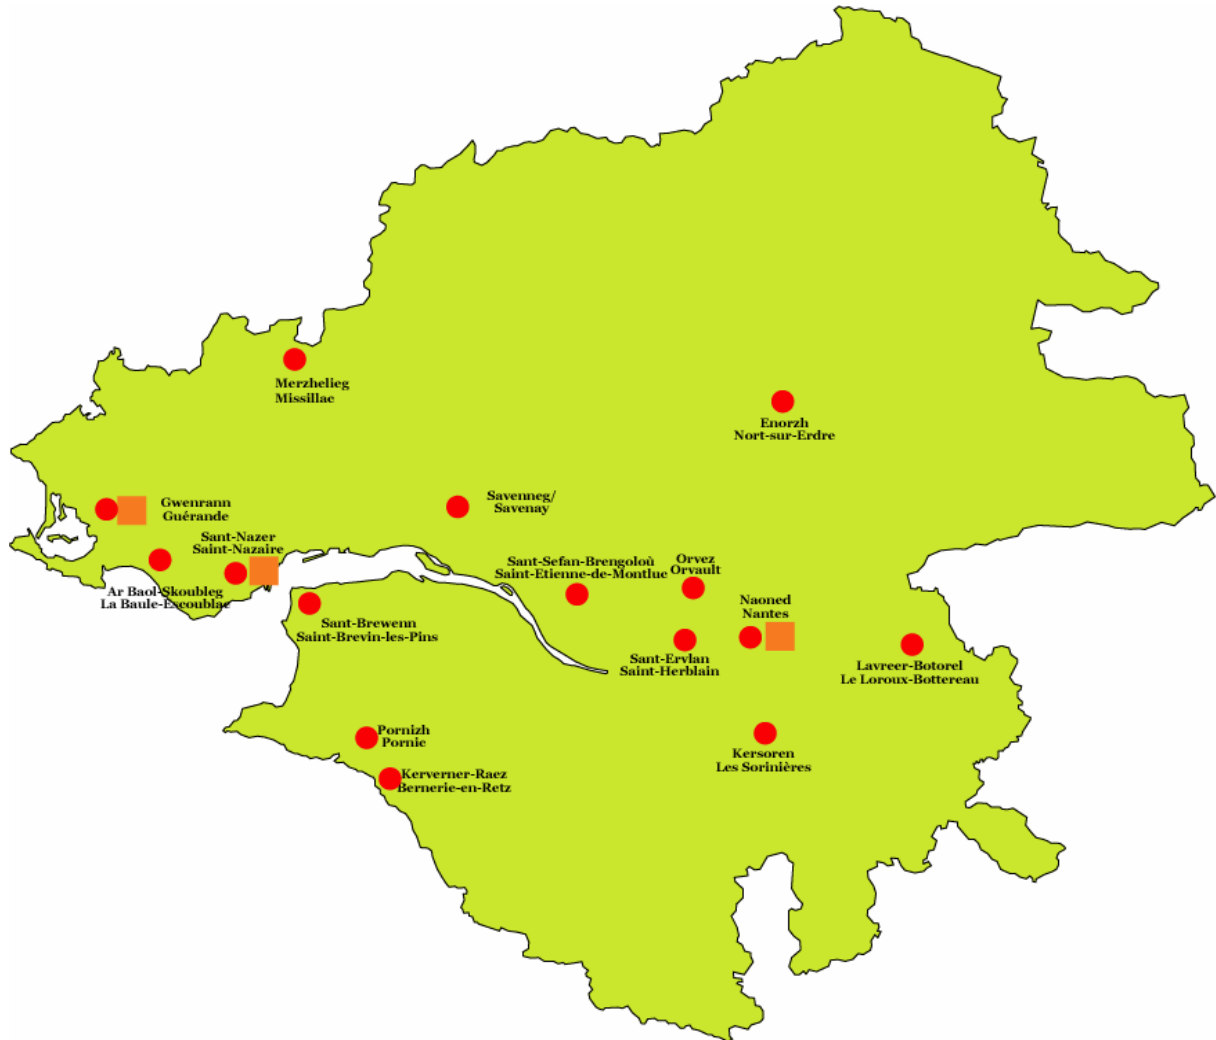 Merzhelieg
Missillac
Enorzh
Nort-sur-Erdre
Gwenrann
Guérande
Savenneg/
Savenay
Sant-Nazer
Saint-Nazaire
Ar Baol-Skoubleg
La Baule-Escoublac
Sant-Sefan-Brengoloù
Saint-Etienne-de-Montluc
Orvez
Orvault
Naoned
Nantes
Sant-Brewenn
Saint-Brevin-les-Pins
Sant-Ervlan
Saint-Herblain
Lavreer-Botorel
Le Loroux-Bottereau
Pornizh
Pornic
Kersoren
Les Sorinières
Kerverner-Raez
Bernerie-en-Retz